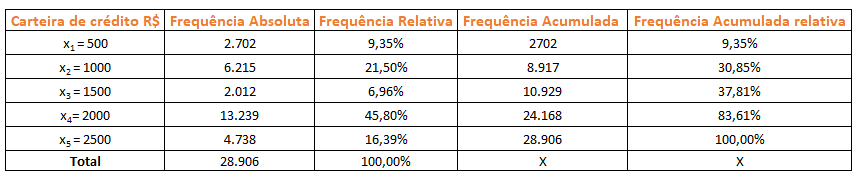 Carteira de crédito R$ Frequência Absoluta Frequência Relativa Frequência Acumulada Frequência Acumulada relativa
x1 = 500 2.702 9,35% 2702 9,35%
x2 = 1000 6.215 21,50% 8.917 30,85%
x3 = 1500 2.012 6,96% 10.929 37,81%
x4= 2000 13.239 45,80% 24.168 83,61%
x5 = 2500 4.738 16,39% 28.906 100,00%
Total 28.906 100,00% X X